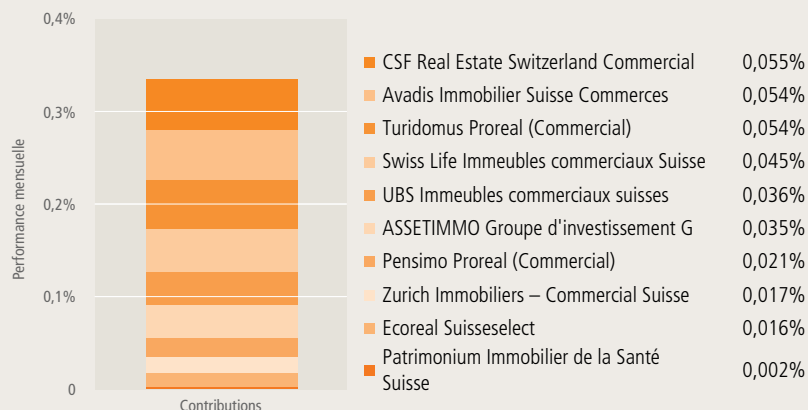 0,4%
0,3%
0,2%
0,1%
0
Performance mensuelle
Contributions
CSF Real Estate Switzerland Commercial 0,055%
Avadis Immobilier Suisse Commerces 0,054%
Turidomus Proreal (Commercial) 0,054%
Swiss Life Immeubles commerciaux Suisse 0,045%
UBS Immeubles commerciaux suisses 0,036%
ASSETIMMO Groupe d'investissement G 0,035%
Pensimo Proreal (Commercial) 0,021%
Zurich Immobiliers – Commercial Suisse 0,017%
Ecoreal Suisseselect 0,016%
Patrimonium Immobilier de la Santé
Suisse 0,002%